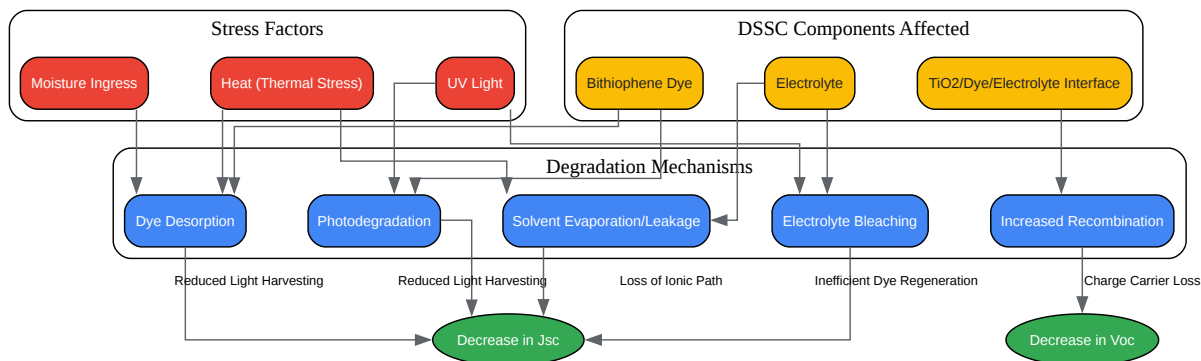 Stress Factors
DSSC Components Affected
Moisture Ingress
Heat (Thermal Stress)
UV Light
Bithiophene Dye
Electrolyte
TiO2/Dye/Electrolyte Interface
Degradation Mechanisms
Dye Desorption
Photodegradation
Solvent Evaporation/Leakage
Electrolyte Bleaching
Increased Recombination
Reduced Light Harvesting
Reduced Light Harvesting
Loss of Ionic Path
Inefficient Dye Regeneration
Charge Carrier Loss
Decrease in Jsc
Decrease in Voc